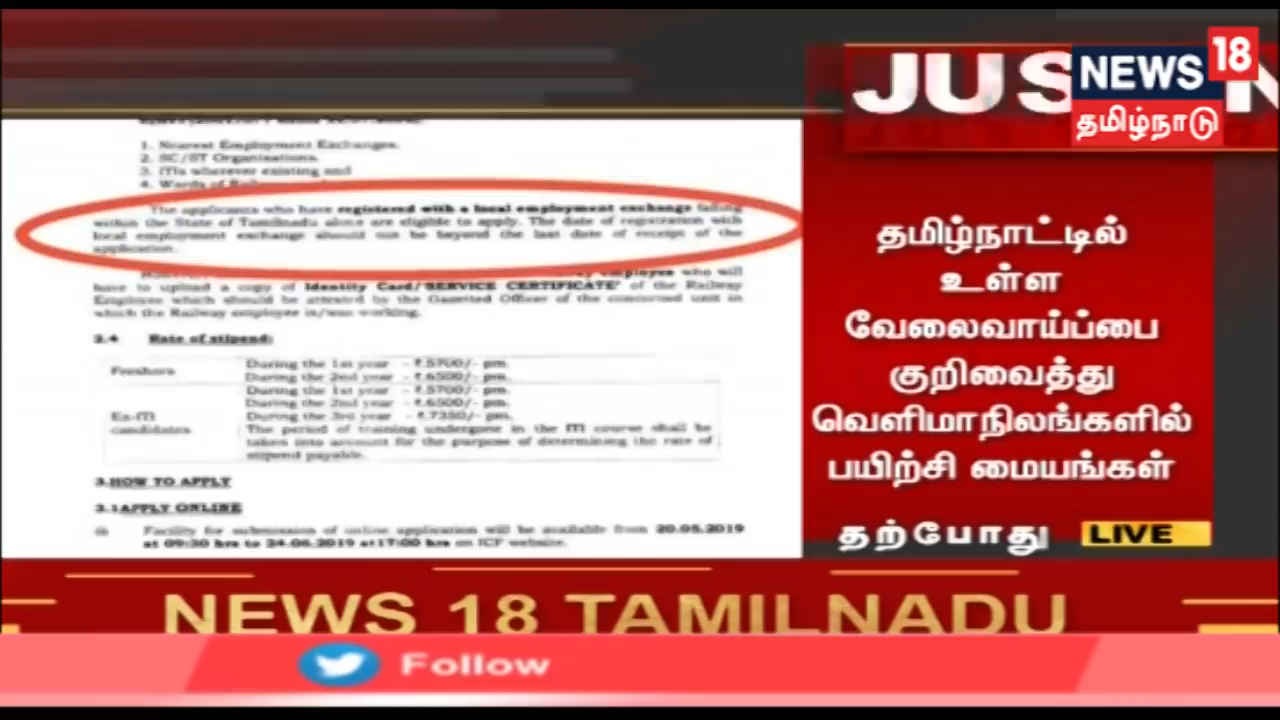 1. Nearest Employment Exchanges.
2. SC/ST Organisations.
3. ITIs wherever existing and
4.
The applicants who have registered with a local employment exchange falling
within the State of Tamilnadu alone are eligible to apply. The date of registration with
local employment exchange should not be beyond the last date of receipt of the
application.
employee who will
have to upload a copy of Identity Card/SERVICE CERTIFICATE' of the Railway
Employee which should be attested by the Gazetted Officer of the concerned unit in
which the Railway employee is/was working.
2.4 Rate of stipend:
Freshers
During the 1st year - ₹.5700/- pm.
During the 2nd year - ₹.6500/- pm.
Ex-ITI
candidates
During the 1st year - ₹.5700/- pm.
During the 2nd year - ₹.6500/- pm.
During the 3rd year - ₹.7350/- pm.
The period of training undergone in the ITI course shall be
taken into account for the purpose of determining the rate of
stipend payable.
3.HOW TO APPLY
3.1APPLY ONLINE
Facility for submission of online application will be available from 20.05.2019
at 09:30 hrs to 24.06.2019 at 17:00 hrs on ICF website.
JUS N
NEWS 18
தமிழ்நாடு
தமிழ்நாட்டில்
உள்ள
வேலைவாய்ப்பை
குறிவைத்து
வெளிமாநிலங்களில்
பயிற்சி மையங்கள்
தற்போது LIVE
NEWS 18 TAMILNADU
Follow